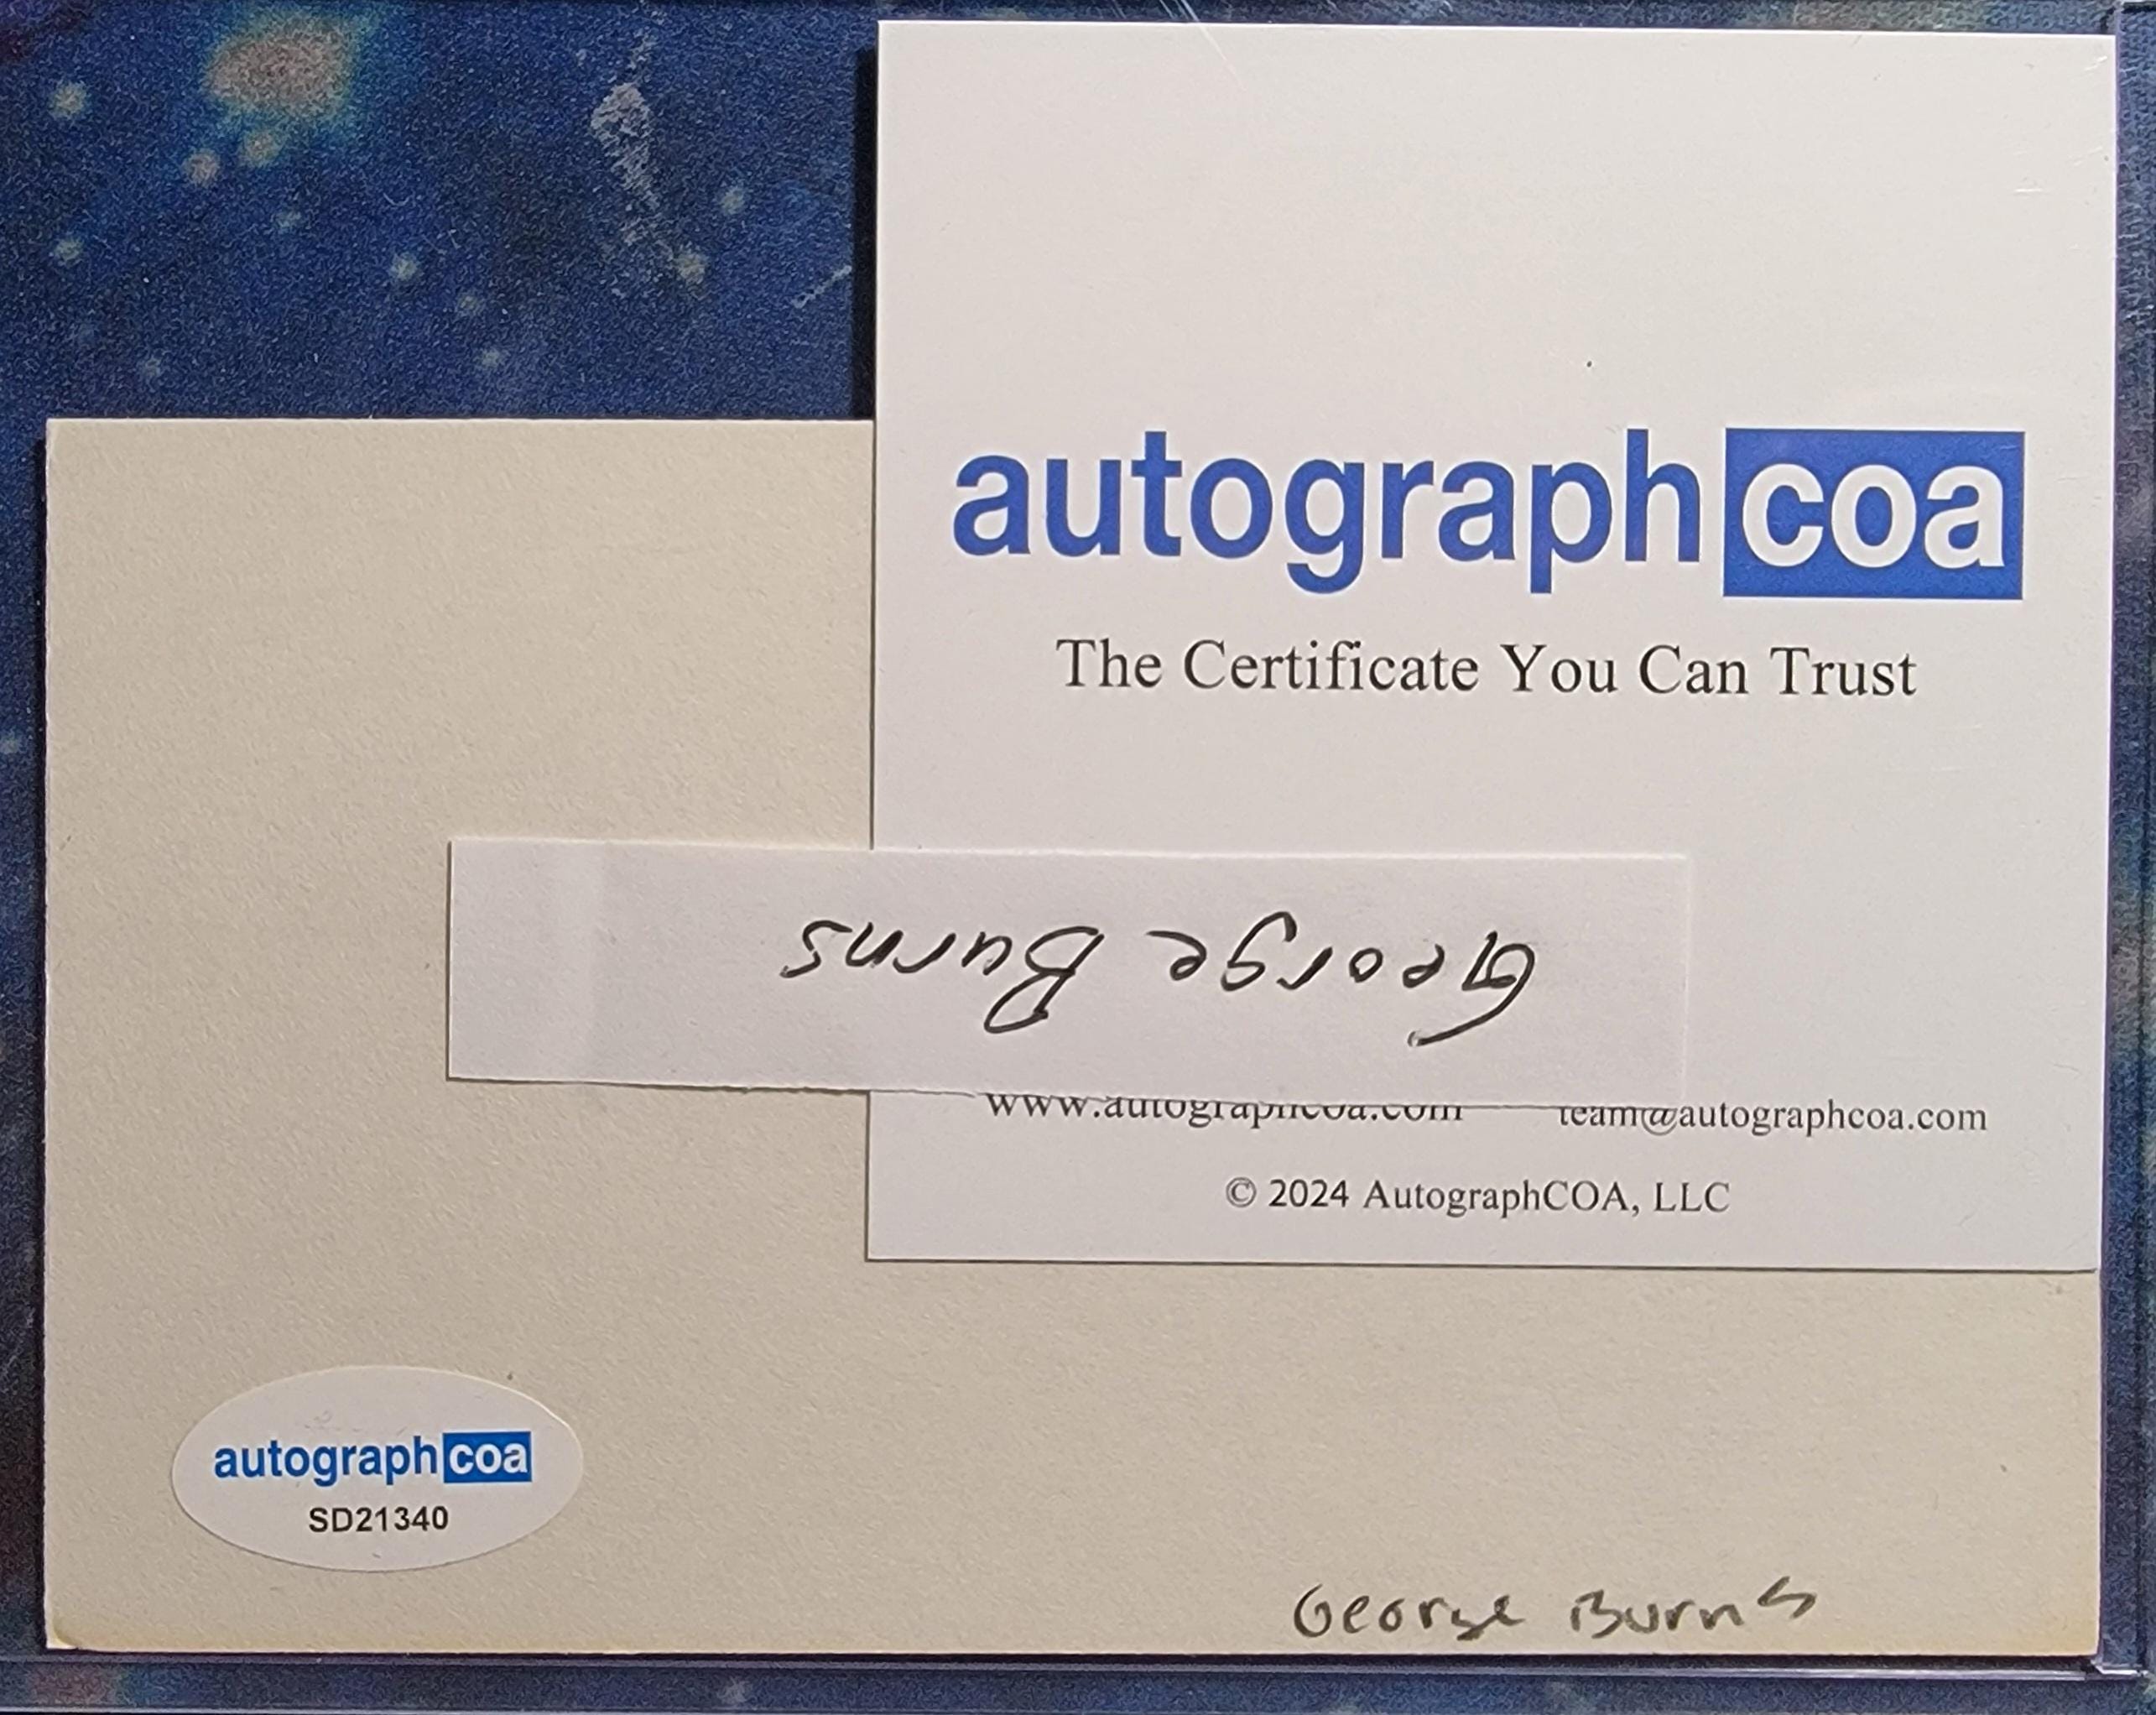 autographcoa
The Certificate You Can Trust
George Burns
www.autographcoa.com team@autographcoa.com
© 2024 AutographCOA, LLC
autographcoa
SD21340
George Burns